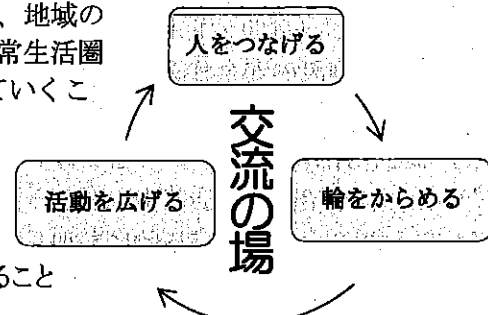 、地域の
常生活圏
ていくこ
ること
人をつなげる
交流の場
活動を広げる
輪をからめる